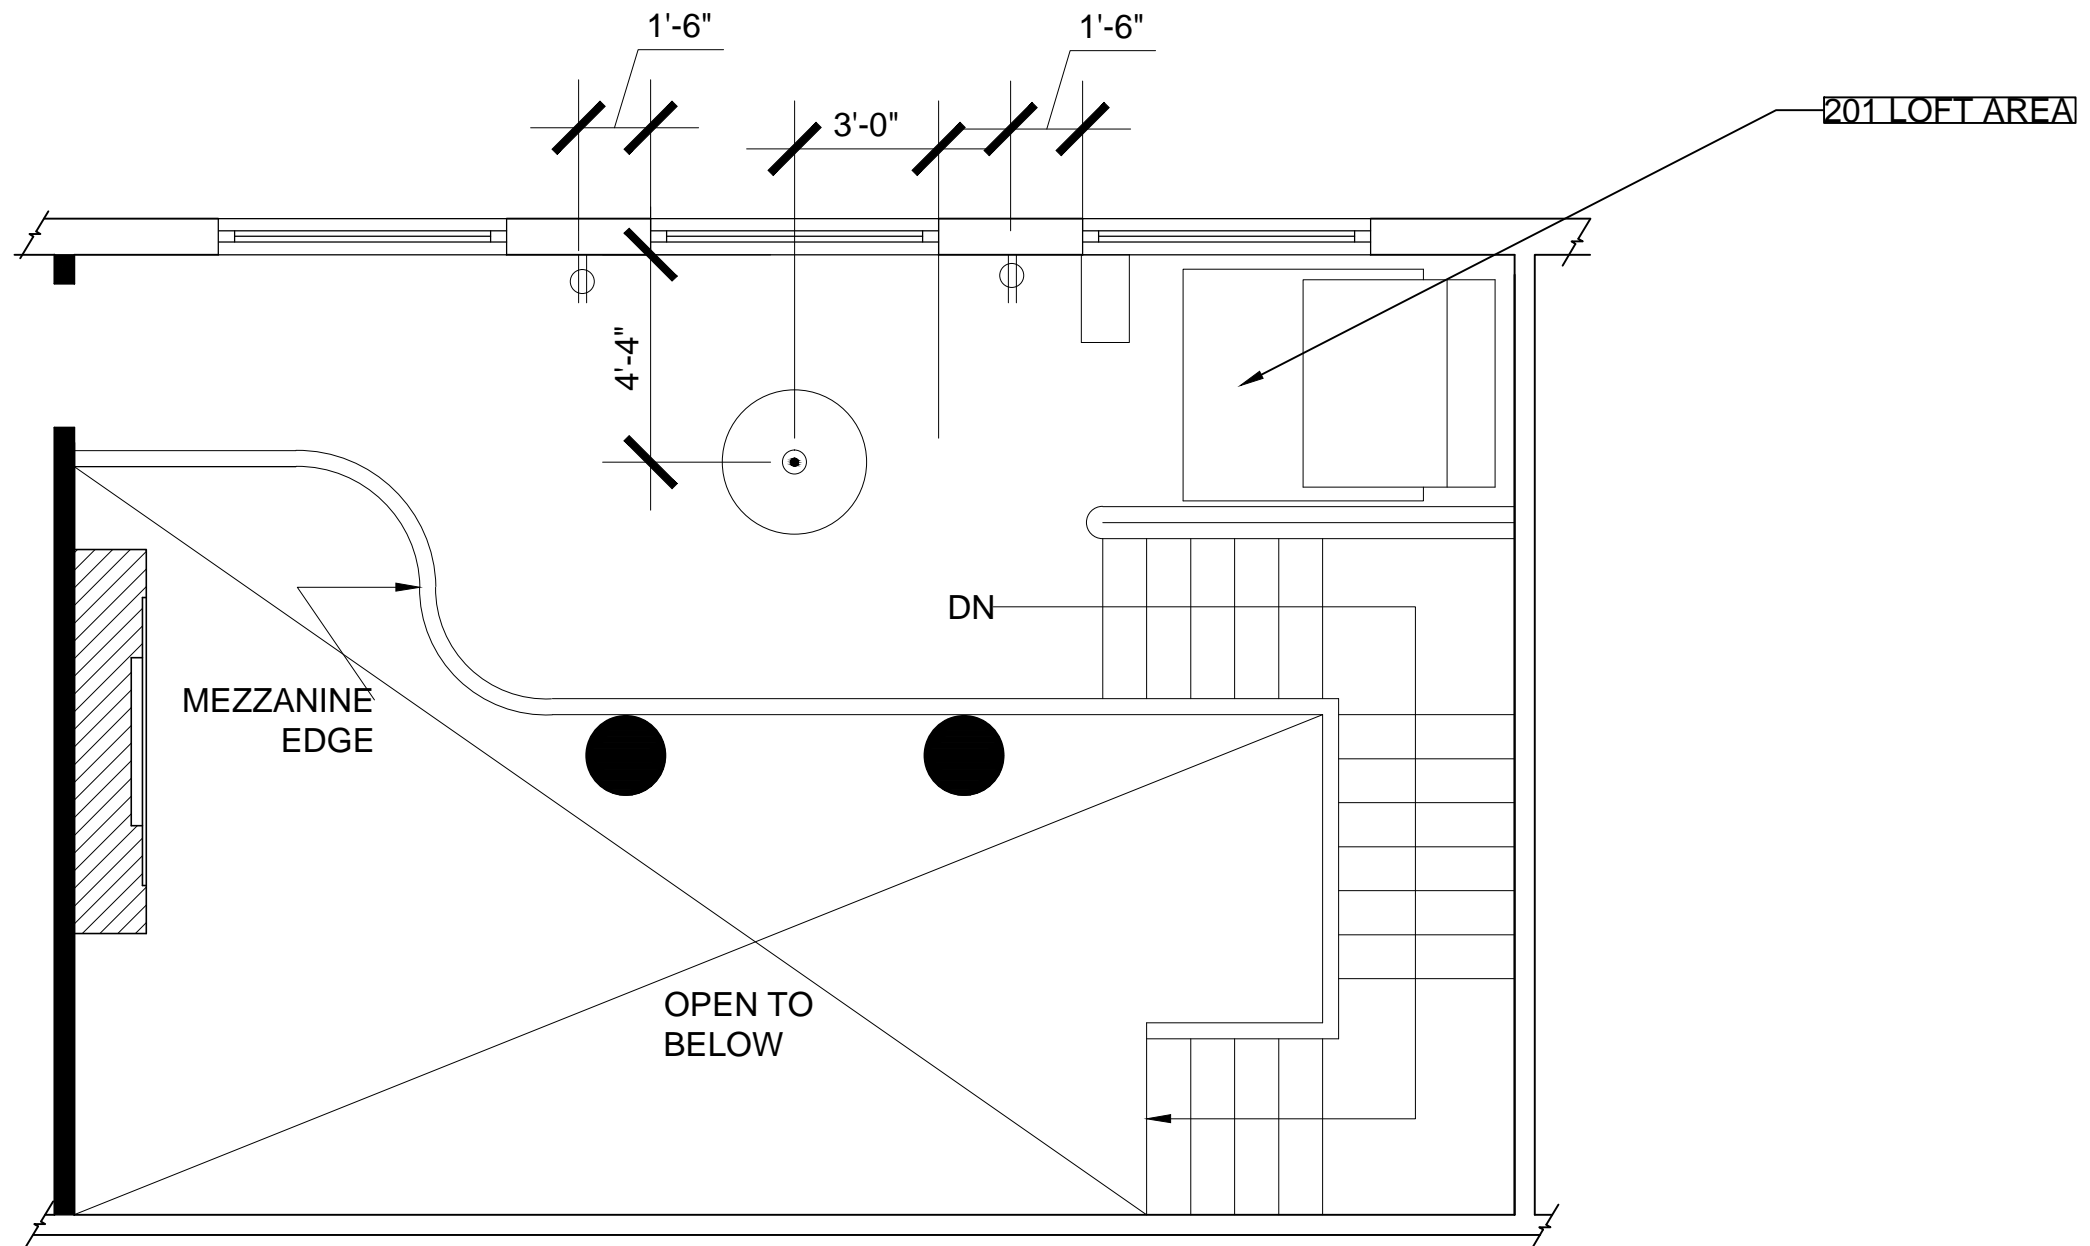 1'-6"
1'-6"
3'-0"
201 LOFT AREA
4'-4"
DN
MEZZANINE
EDGE
OPEN TO
BELOW